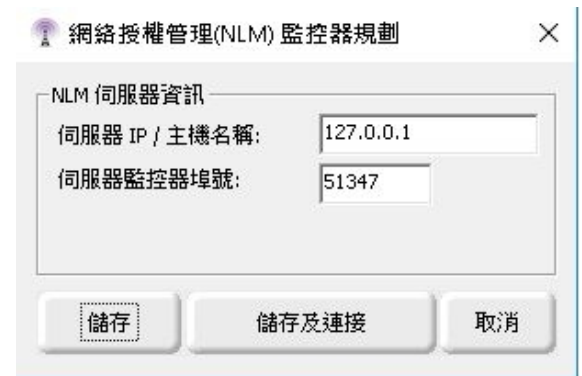 網絡授權管理(NLM) 監控器規劃
NLM 伺服器資訊
伺服器 IP / 主機名稱: 127.0.0.1
伺服器監控器埠號: 51347
儲存 儲存及連接 取消